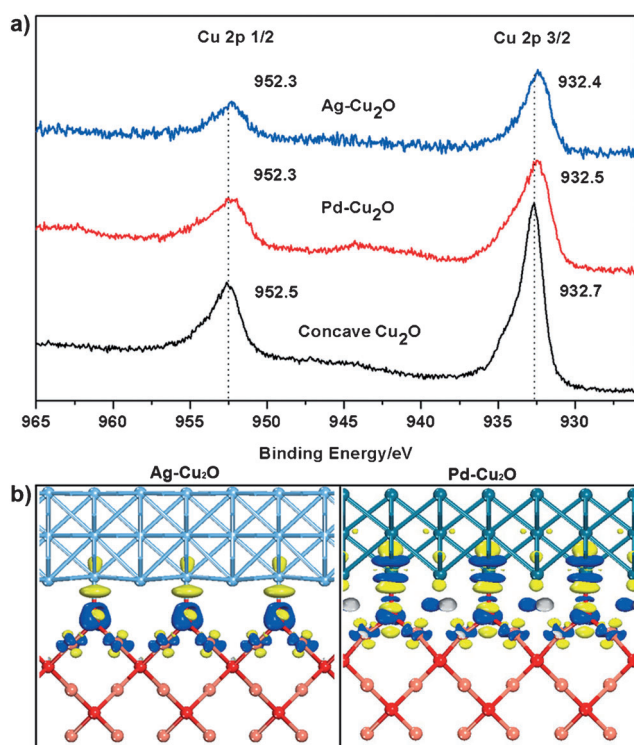 a)
Cu 2p 1/2 Cu 2p 3/2
952.3 932.4
Ag-Cu₂O
952.3 932.5
Pd-Cu₂O
952.5 932.7
Concave Cu₂O
965 960 955 950 945 940 935 930
Binding Energy/eV
b) Ag-Cu₂O Pd-Cu₂O